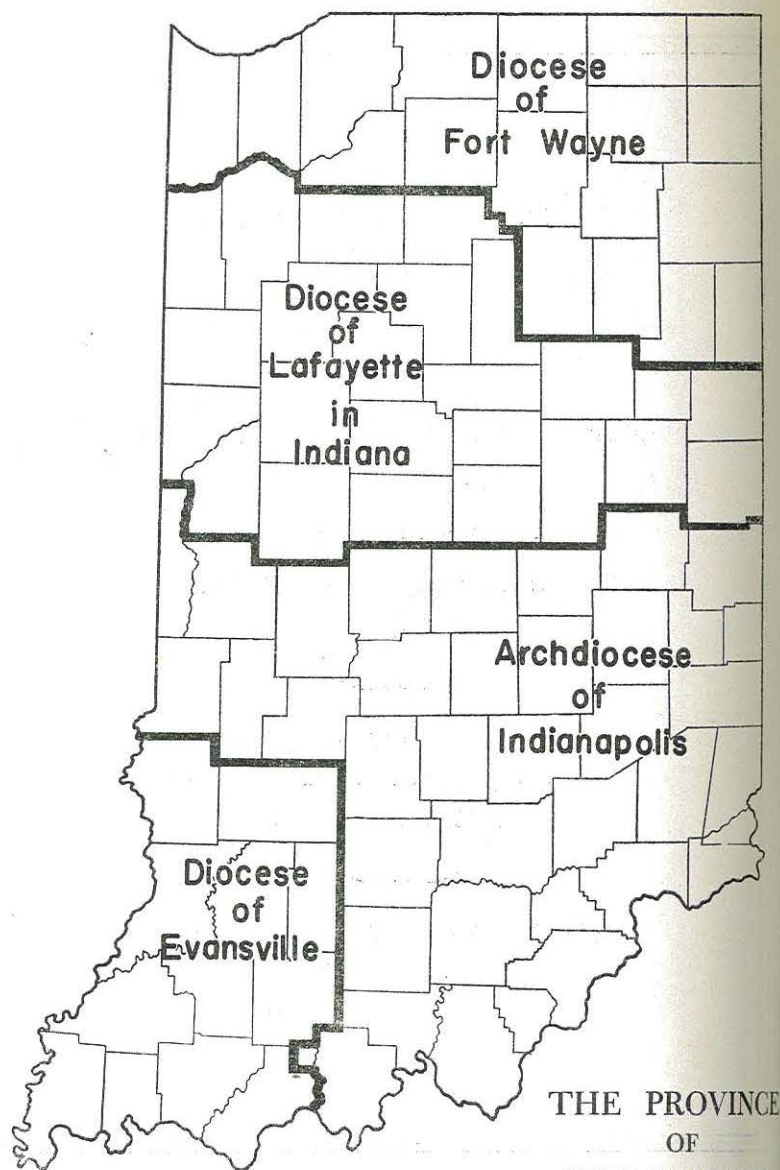 Diocese
of
Fort Wayne
Diocese
of
Lafayette
in
Indiana
Archdiocese
of
Indianapolis
Diocese
of
Evansville
THE PROVINCE
OF